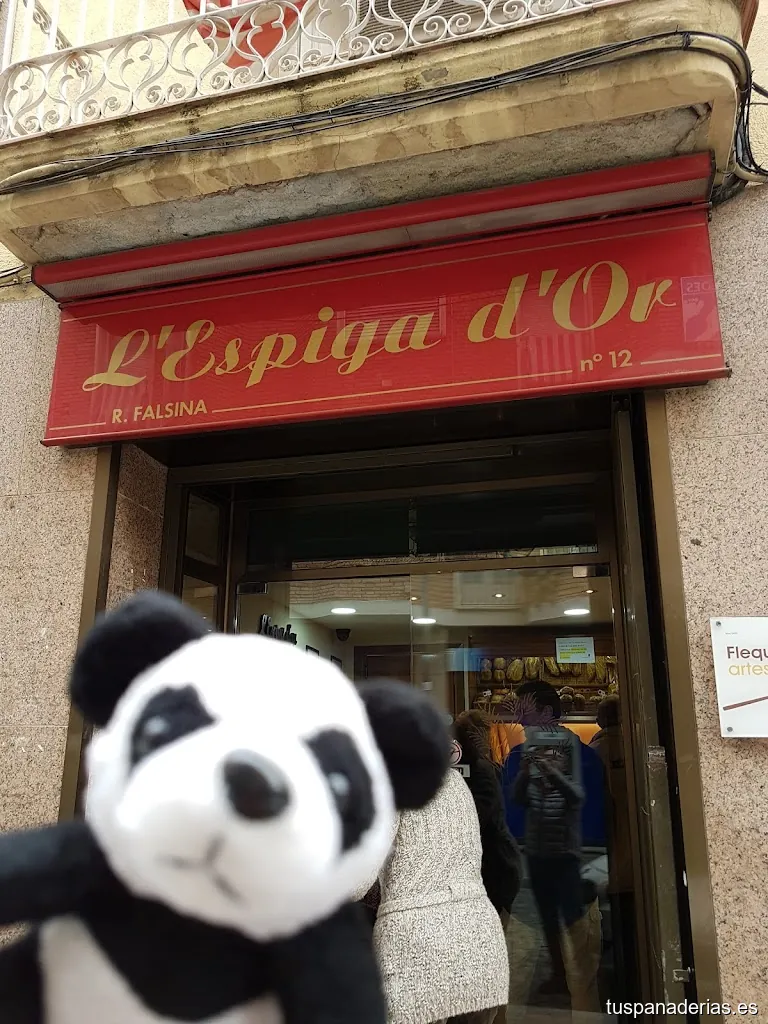 L'Espiga d'Or
nº 12
R. FALSINA
Flequ
artes
tuspanaderias.es